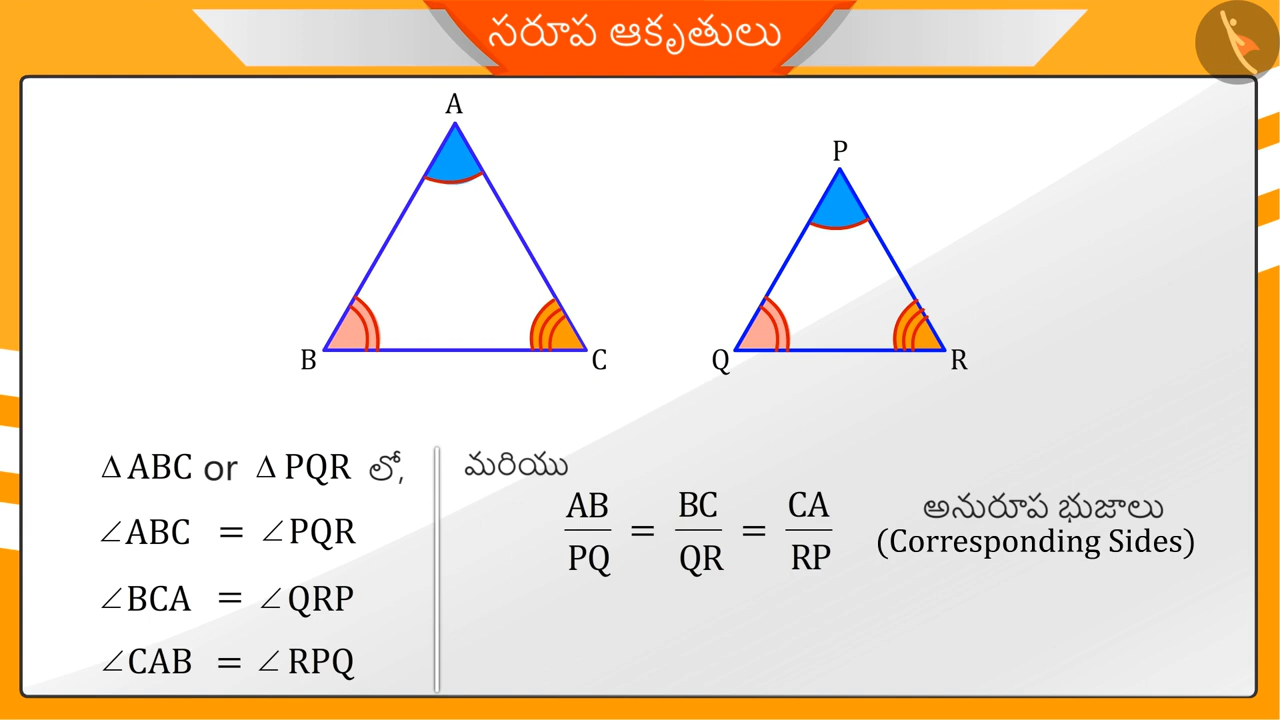 సరూప ఆకృతులు
A
P
B
C
Q
R
Δ ABC or Δ PQR లో,
∠ABC = ∠PQR
∠BCA = ∠QRP
∠CAB = ∠RPQ
మరియు
AB/PQ = BC/QR = CA/RP
అనురూప భుజాలు
(Corresponding Sides)